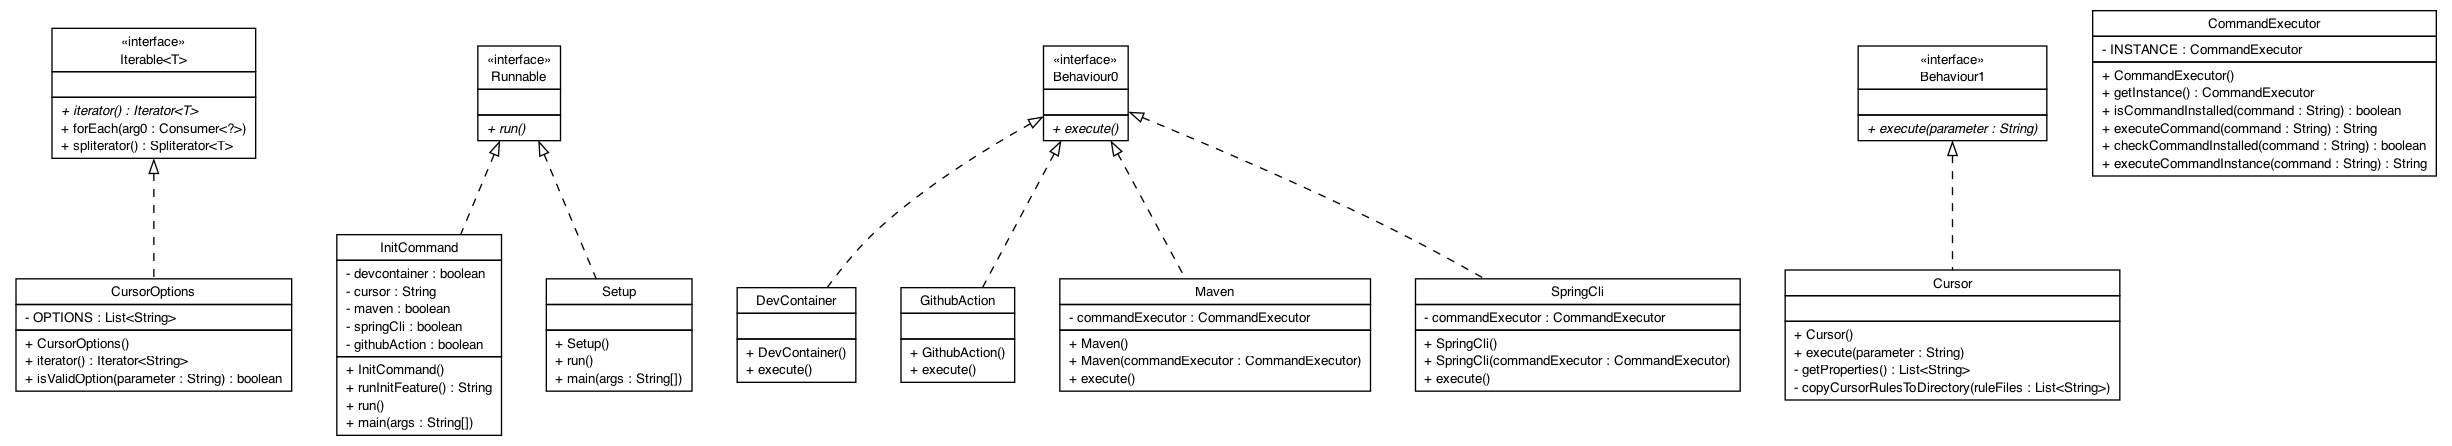 «interface»
Iterable<T>
+ iterator() : Iterator<T>
+ forEach(arg0 : Consumer<?>)
+ spliterator() : Spliterator<T>
«interface»
Runnable
+ run()
«interface»
Behaviour0
+ execute()
«interface»
Behaviour1
+ execute(parameter : String)
CommandExecutor
- INSTANCE : CommandExecutor
+ CommandExecutor()
+ getInstance() : CommandExecutor
+ isCommandInstalled(command : String) : boolean
+ executeCommand(command : String) : String
+ checkCommandInstalled(command : String) : boolean
+ executeCommandInstance(command : String) : String
CursorOptions
- OPTIONS : List<String>
+ CursorOptions()
+ iterator() : Iterator<String>
+ isValidOption(parameter : String) : boolean
InitCommand
- devcontainer : boolean
- cursor : String
- maven : boolean
- springCli : boolean
- githubAction : boolean
+ InitCommand()
+ runInitFeature() : String
+ run()
+ main(args : String[])
Setup
+ Setup()
+ run()
+ main(args : String[])
DevContainer
+ DevContainer()
+ execute()
GithubAction
+ GithubAction()
+ execute()
Maven
- commandExecutor : CommandExecutor
+ Maven()
+ Maven(commandExecutor : CommandExecutor)
+ execute()
SpringCli
- commandExecutor : CommandExecutor
+ SpringCli()
+ SpringCli(commandExecutor : CommandExecutor)
+ execute()
Cursor
+ Cursor()
+ execute(parameter : String)
- getProperties() : List<String>
- copyCursorRulesToDirectory(ruleFiles : List<String>)